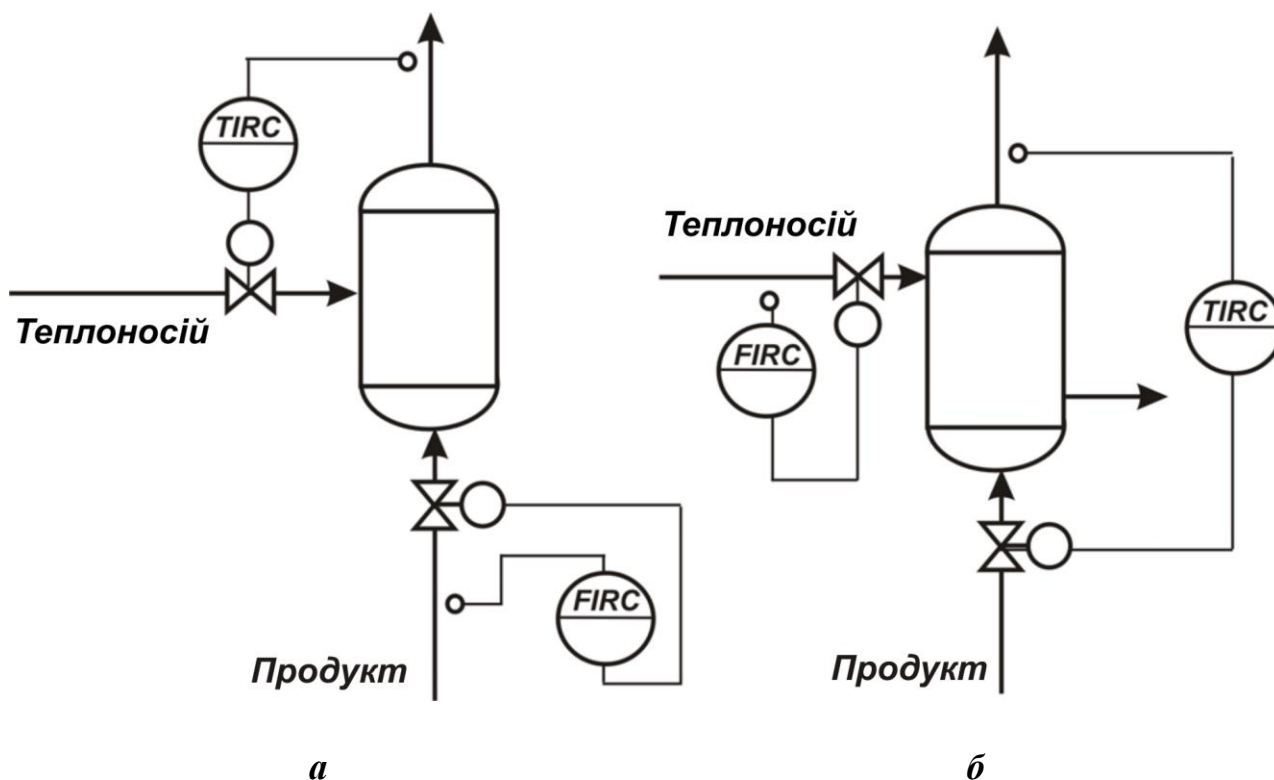 TIRC
Теплоносій
FIRC
Продукт
а
Теплоносій
FIRC
TIRC
Продукт
б